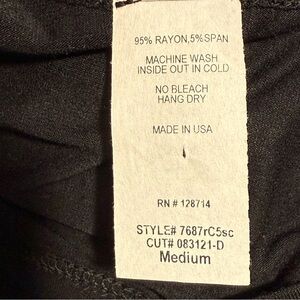 95% RAYON,5%SPAN
MACHINE WASH
INSIDE OUT IN COLD
NO BLEACH
HANG DRY
MADE IN USA
RN # 128714
STYLE# 7687rC5sc
CUT# 083121-D
Medium